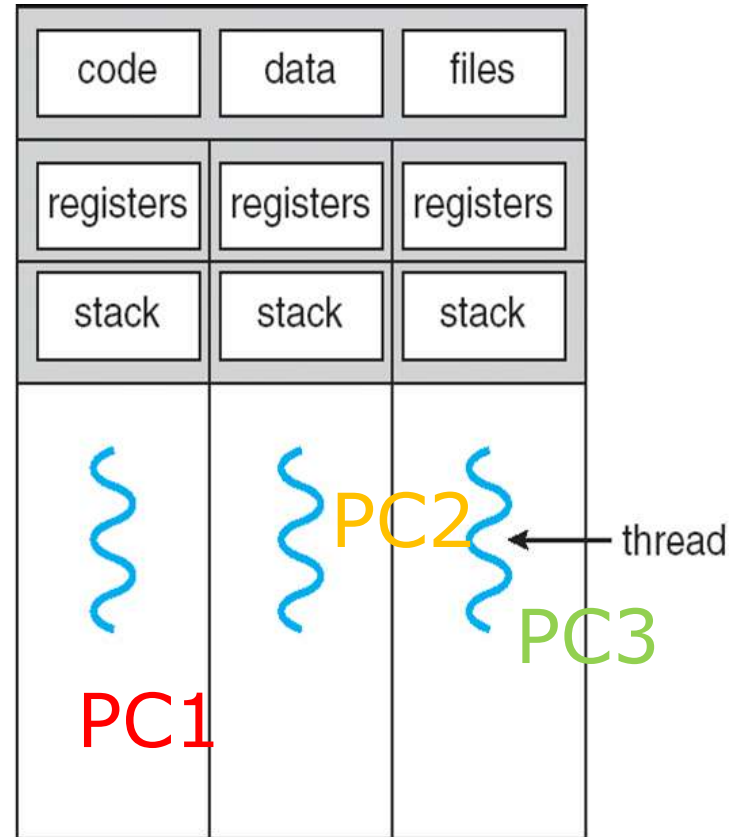 code data files
registers registers registers
stack stack stack
PC2
thread
PC3
PC1